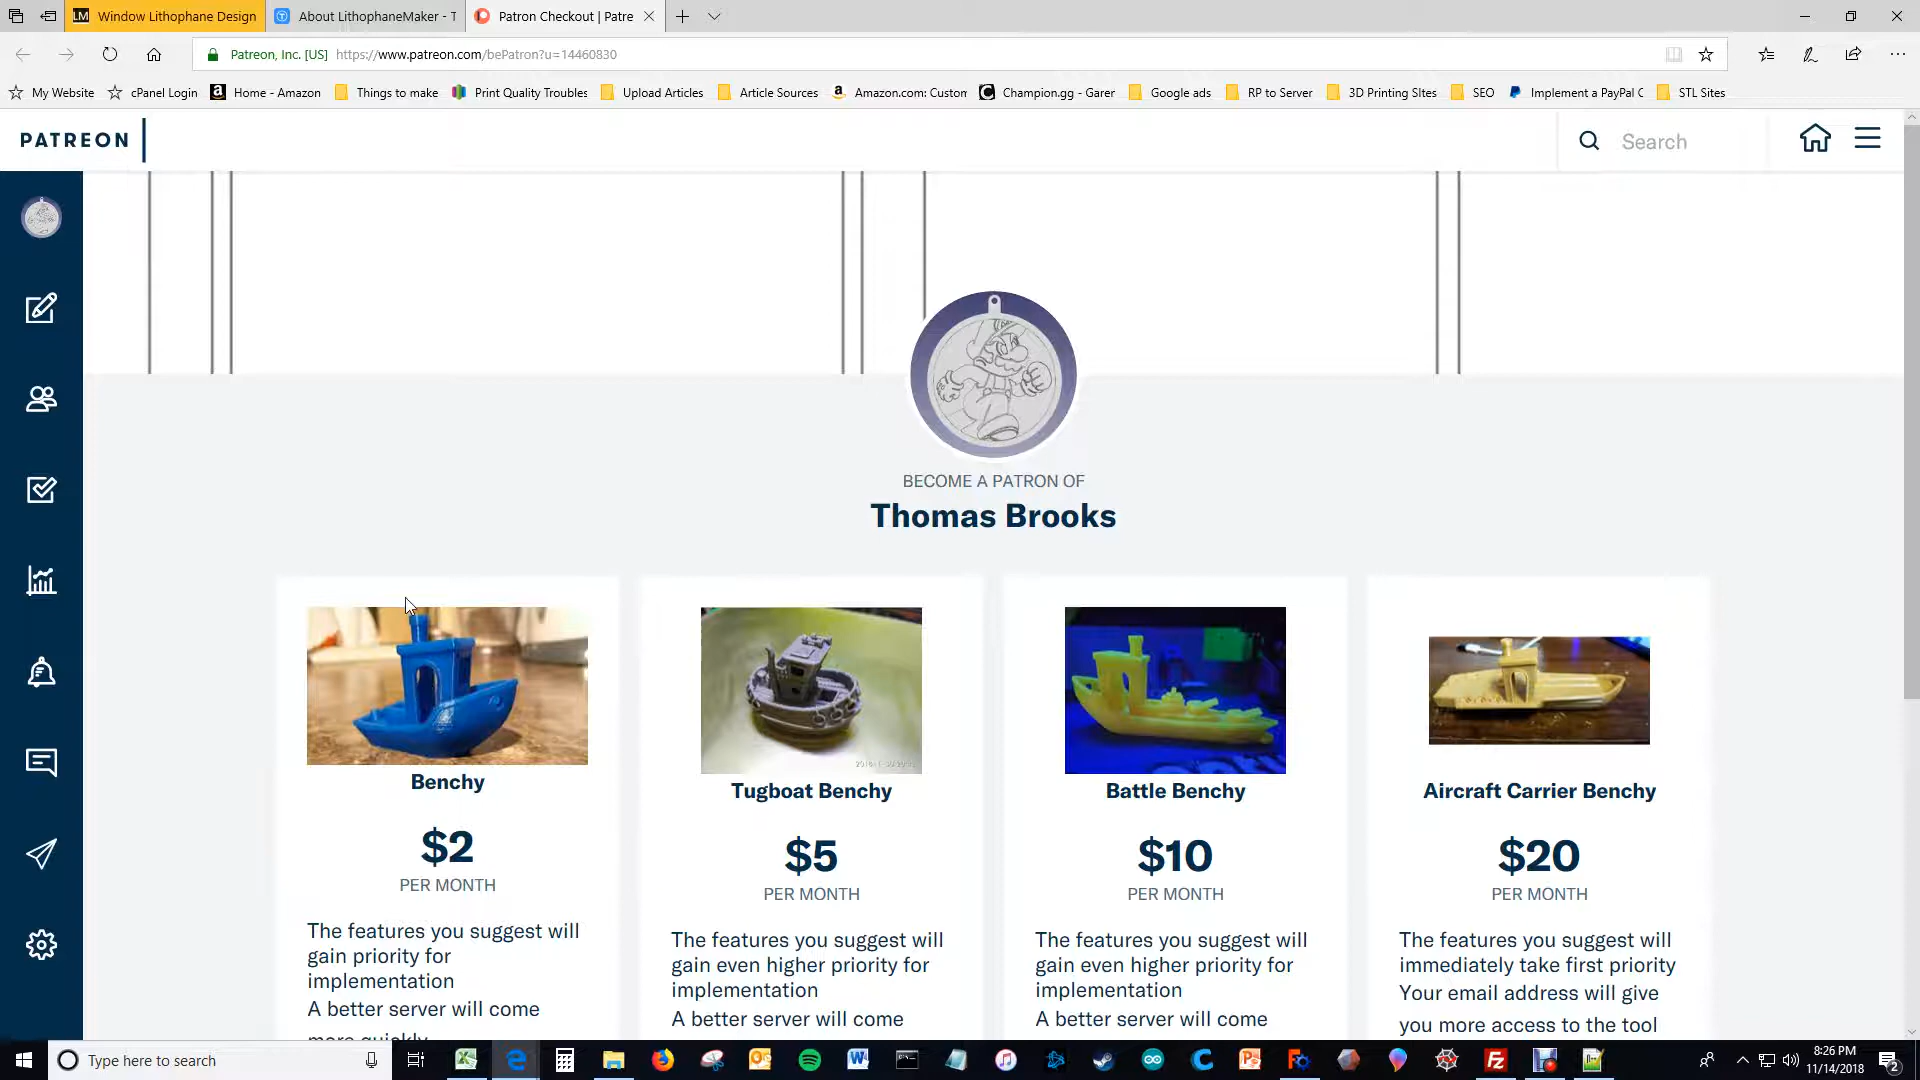 Window Lithophane Design
About LithophaneMaker - T
Patron Checkout | Patre
Patreon, Inc. [US] https://www.patreon.com/bePatron?u=14460830
My Website
cPanel Login
Home - Amazon
Things to make
Print Quality Troubles
Upload Articles
Article Sources
Amazon.com: Custom
Champion.gg - Garer
Google ads
RP to Server
3D Printing SItes
SEO
Implement a PayPal C
STL Sites
PATREON
Search
BECOME A PATRON OF
Thomas Brooks
Benchy
$2
PER MONTH
The features you suggest will
gain priority for
implementation
A better server will come
more quickly
Tugboat Benchy
$5
PER MONTH
The features you suggest will
gain even higher priority for
implementation
A better server will come
Battle Benchy
$10
PER MONTH
The features you suggest will
gain even higher priority for
implementation
A better server will come
Aircraft Carrier Benchy
$20
PER MONTH
The features you suggest will
immediately take first priority
Your email address will give
you more access to the tool
Type here to search
8:26 PM
11/14/2018
2